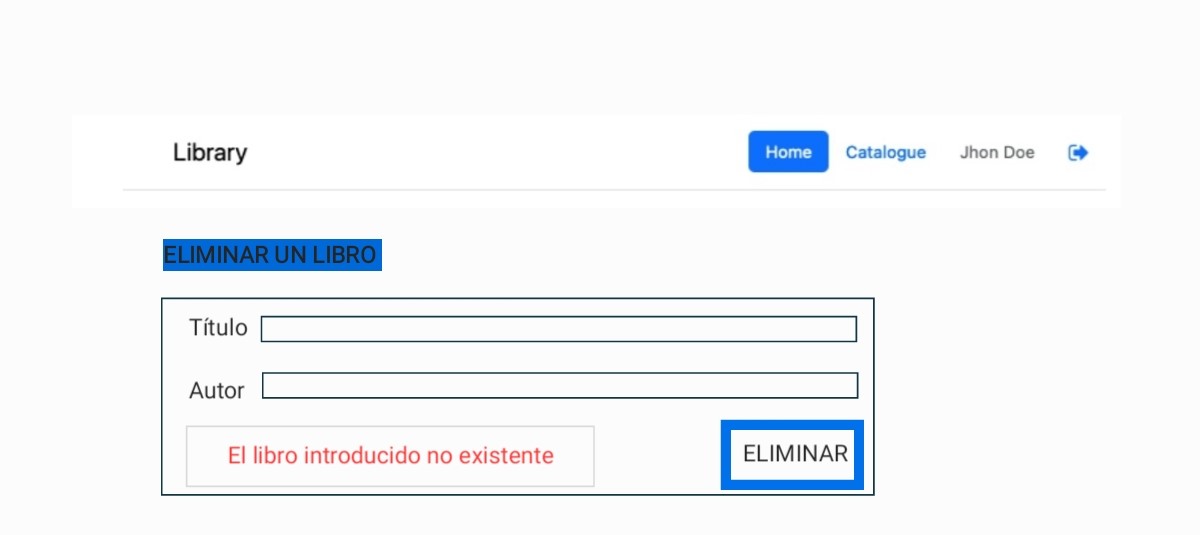 Library Home Catalogue Jhon Doe
ELIMINAR UN LIBRO
Título
Autor
El libro introducido no existente ELIMINAR